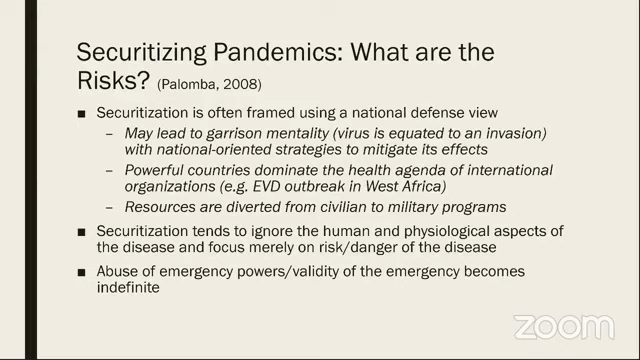 Securitizing Pandemics: What are the
Risks? (Palomba, 2008)
■ Securitization is often framed using a national defense view
– May lead to garrison mentality (virus is equated to an invasion)
with national-oriented strategies to mitigate its effects
– Powerful countries dominate the health agenda of international
organizations (e.g. EVD outbreak in West Africa)
– Resources are diverted from civilian to military programs
■ Securitization tends to ignore the human and physiological aspects of
the disease and focus merely on risk/danger of the disease
■ Abuse of emergency powers/validity of the emergency becomes
indefinite
zoom